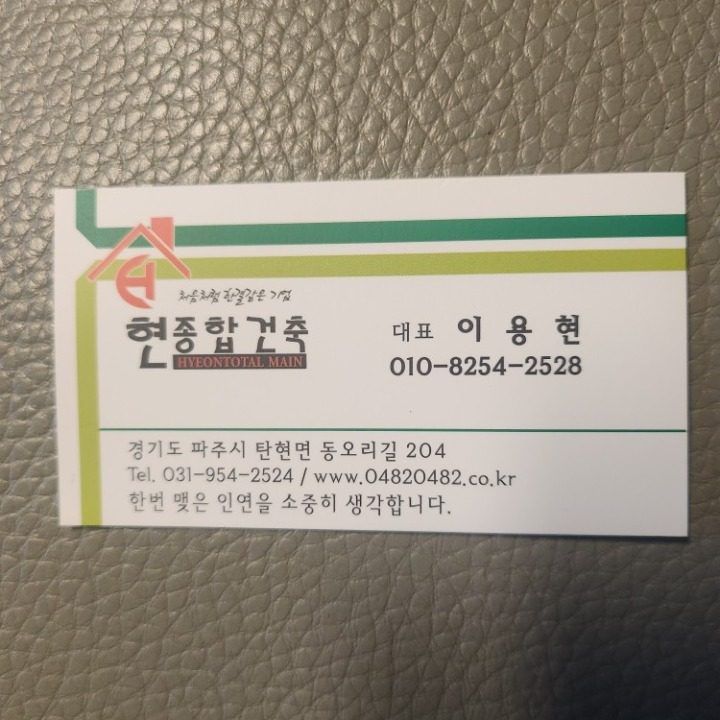 처음처럼 한결같은 기업
현종합건축
HYEONTOTAL MAIN
대표 이용현
010-8254-2528
경기도 파주시 탄현면 동오리길 204
Tel. 031-954-2524 / www.04820482.co.kr
한번 맺은 인연을 소중히 생각합니다.